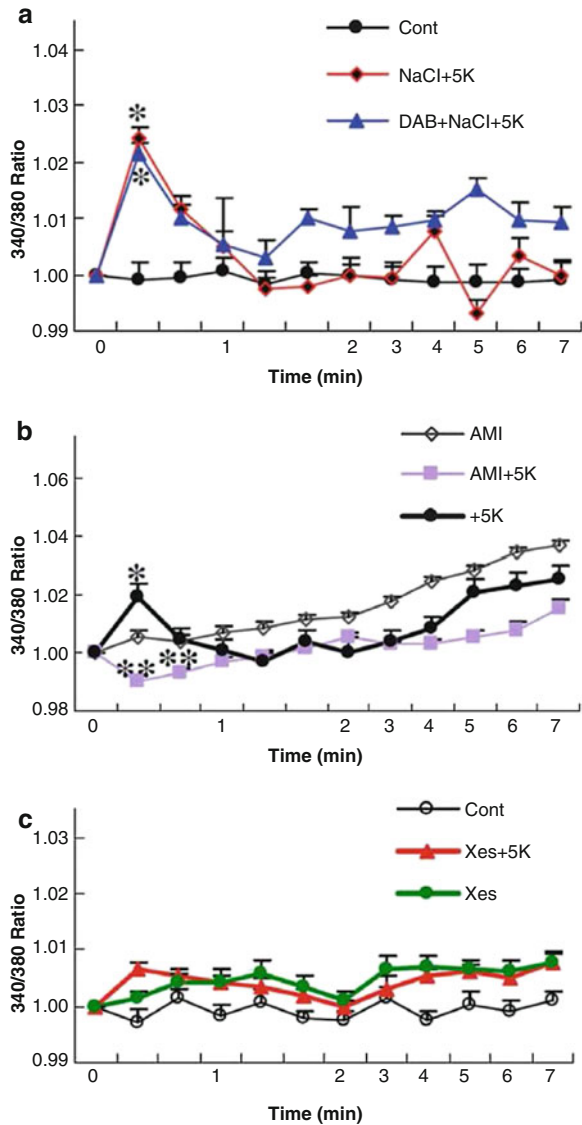 a
Cont
NaCl+5K
DAB+NaCl+5K
1.04
1.03
1.02
1.01
1.00
0.99
340/380 Ratio
*
*
0 1 2 3 4 5 6 7
Time (min)
b
AMI
AMI+5K
+5K
1.06
1.04
1.02
1.00
0.98
340/380 Ratio
*
** **
0 1 2 3 4 5 6 7
Time (min)
c
Cont
Xes+5K
Xes
1.03
1.02
1.01
1.00
0.99
340/380 Ratio
0 1 2 3 4 5 6 7
Time (min)